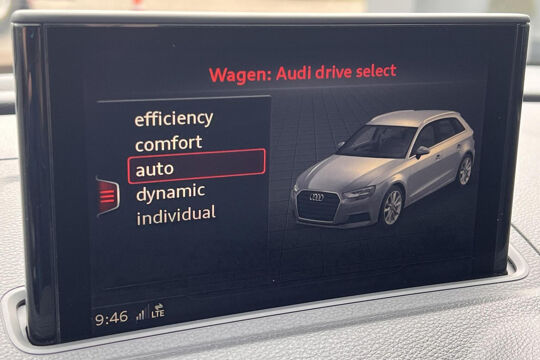 Wagen: Audi drive select
efficiency
comfort
auto
dynamic
individual
9:46 LTE